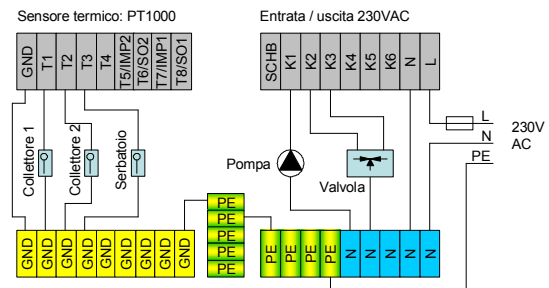 Sensore termico: PT1000
Entrata / uscita 230VAC
GND T1 T2 T3 T4 T5/IMP2 T6/SO2 T7/IMP1 T8/SO1
SCHB K1 K2 K3 K4 K5 K6 N L
L
N
PE
230V
AC
Collettore 1
Collettore 2
Serbatoio
Pompa
Valvola
GND GND GND GND GND GND GND GND
PE
PE
PE
PE
PE
PE PE PE PE N N N N N